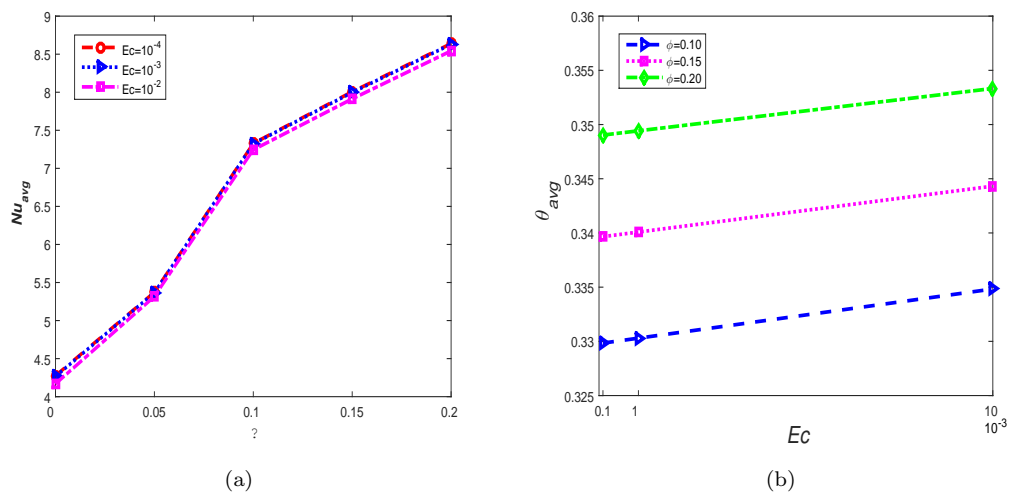 9
8.5
8
7.5
7
6.5
6
5.5
5
4.5
4
Nu_avg
Ec=10^-4
Ec=10^-3
Ec=10^-2
0 0.05 0.1 0.15 0.2
?
(a)
0.36
0.355
0.35
0.345
0.34
0.335
0.33
0.325
θ_avg
ϕ=0.10
ϕ=0.15
ϕ=0.20
0.1 1 10
10^-3
Ec
(b)